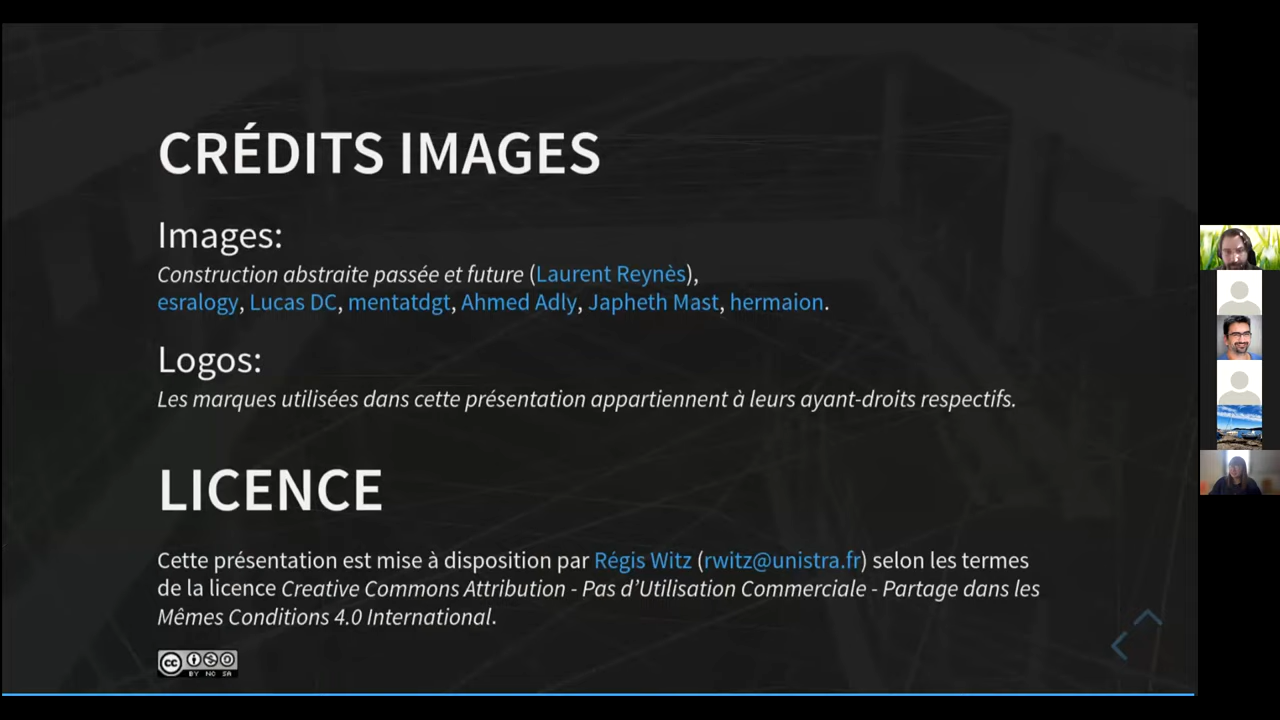 CRÉDITS IMAGES
Images:
Construction abstraite passée et future (Laurent Reynès),
esralogy, Lucas DC, mentatdgt, Ahmed Adly, Japheth Mast, hermaion.
Logos:
Les marques utilisées dans cette présentation appartiennent à leurs ayant-droits respectifs.
LICENCE
Cette présentation est mise à disposition par Régis Witz (rwitz@unistra.fr) selon les termes
de la licence Creative Commons Attribution - Pas d’Utilisation Commerciale - Partage dans les
Mêmes Conditions 4.0 International.
cc BY NC SA